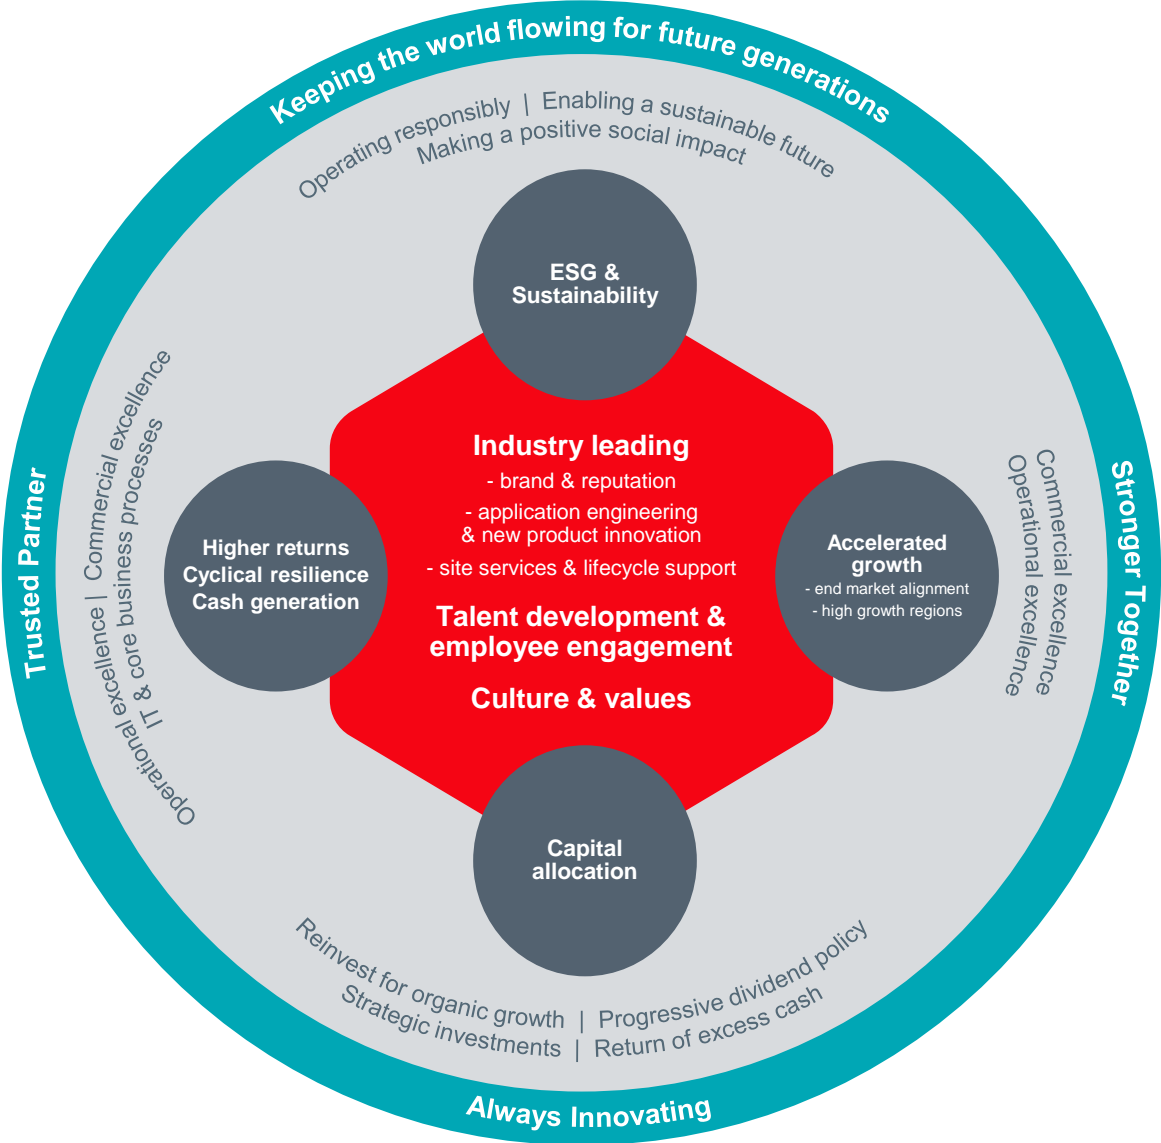 Keeping the world flowing for future generations
Operating responsibly | Enabling a sustainable future
Making a positive social impact
ESG &
Sustainability
Trusted Partner
Operational excellence | Commercial excellence
IT & core business processes
Higher returns
Cyclical resilience
Cash generation
Industry leading
- brand & reputation
- application engineering
& new product innovation
- site services & lifecycle support
Talent development &
employee engagement
Culture & values
Accelerated
growth
- end market alignment
- high growth regions
Commercial excellence
Operational excellence
Stronger Together
Capital
allocation
Reinvest for organic growth | Progressive dividend policy
Strategic investments | Return of excess cash
Always Innovating